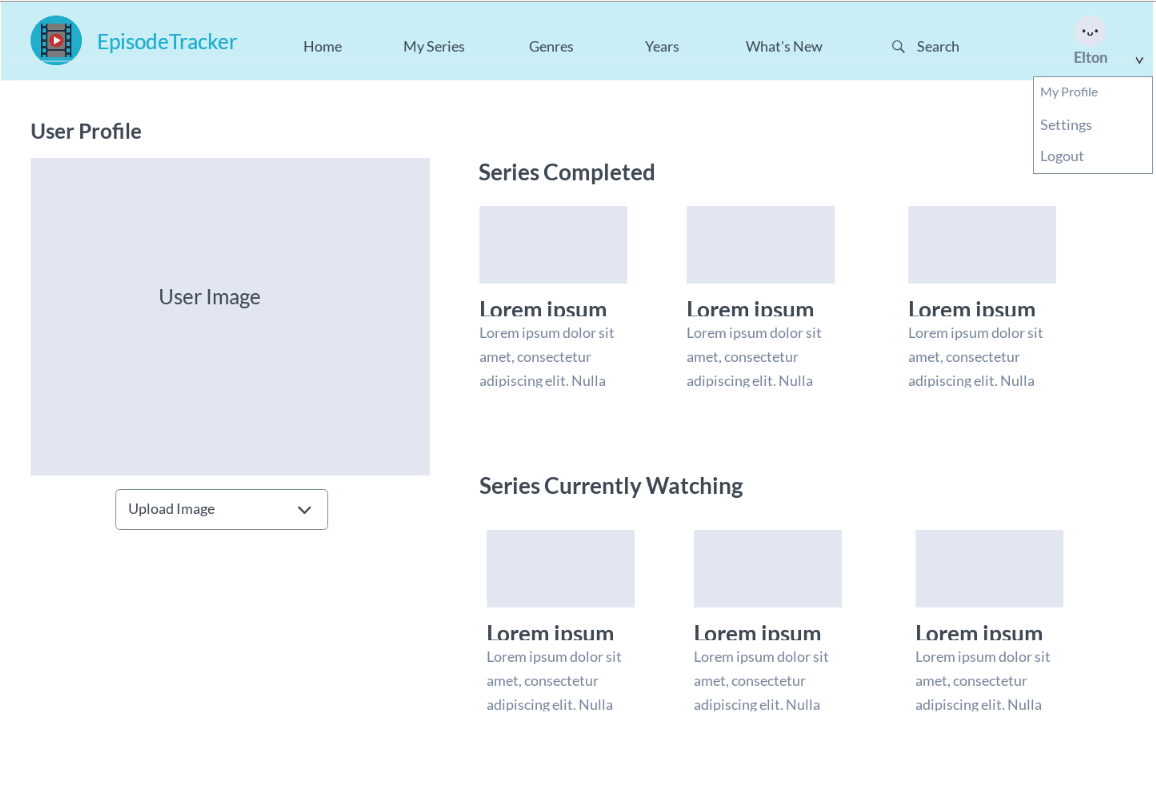 EpisodeTracker
Home
My Series
Genres
Years
What's New
Search
Elton
My Profile
Settings
Logout
User Profile
User Image
Upload Image
Series Completed
Lorem ipsum
Lorem ipsum dolor sit
amet, consectetur
adipiscing elit. Nulla
Lorem ipsum
Lorem ipsum dolor sit
amet, consectetur
adipiscing elit. Nulla
Lorem ipsum
Lorem ipsum dolor sit
amet, consectetur
adipiscing elit. Nulla
Series Currently Watching
Lorem ipsum
Lorem ipsum dolor sit
amet, consectetur
adipiscing elit. Nulla
Lorem ipsum
Lorem ipsum dolor sit
amet, consectetur
adipiscing elit. Nulla
Lorem ipsum
Lorem ipsum dolor sit
amet, consectetur
adipiscing elit. Nulla